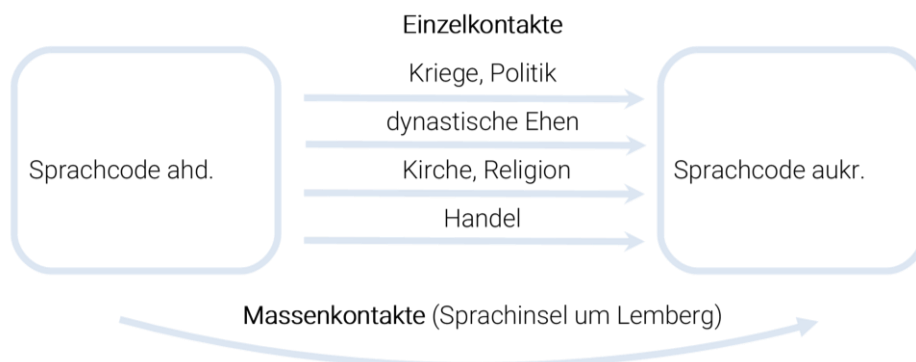 Einzelkontakte
Kriege, Politik
dynastische Ehen
Sprachcode ahd.
Kirche, Religion
Sprachcode aukr.
Handel
Massenkontakte (Sprachinsel um Lemberg)